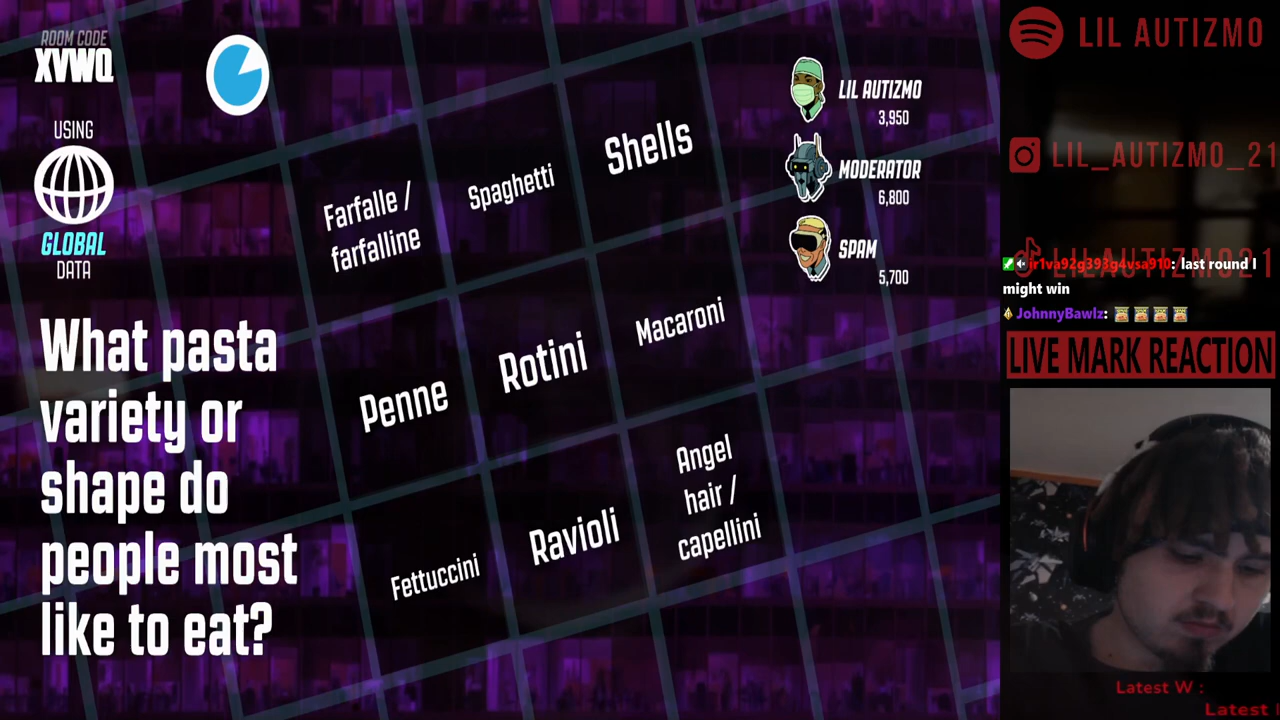 ROOM CODE
XVWQ
USING
GLOBAL
DATA
What pasta
variety or
shape do
people most
like to eat?
Farfalle /
farfalline
Spaghetti
Shells
Penne
Rotini
Macaroni
Fettuccini
Ravioli
Angel
hair /
capellini
LIL AUTIZMO
3,950
MODERATOR
6,800
SPAM
5,700
LIL AUTIZMO
LIL_AUTIZMO_21
LILAUTIZMO21
ir1va92g393g4vsa910: last round I
might win
JohnnyBawlz:
LIVE MARK REACTION
Latest W :
Latest